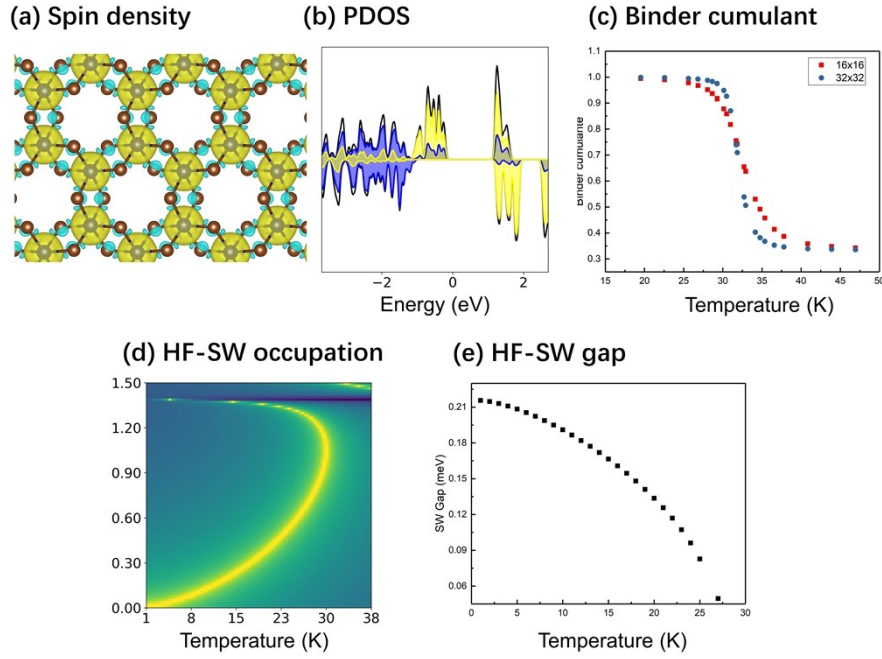 (a) Spin density
(b) PDOS
(c) Binder cumulant
−2 0 2
Energy (eV)
1.1
1.0
0.9
0.8
0.7
0.6
0.5
0.4
0.3
Binder cumulante
16x16
32x32
15 20 25 30 35 40 45 50
Temperature (K)
(d) HF-SW occupation
(e) HF-SW gap
1.50
1.20
0.90
0.60
0.30
0.00
1 8 15 23 30 38
Temperature (K)
SW Gap (meV)
0.21
0.18
0.15
0.12
0.09
0.06
0 5 10 15 20 25 30
Temperature (K)